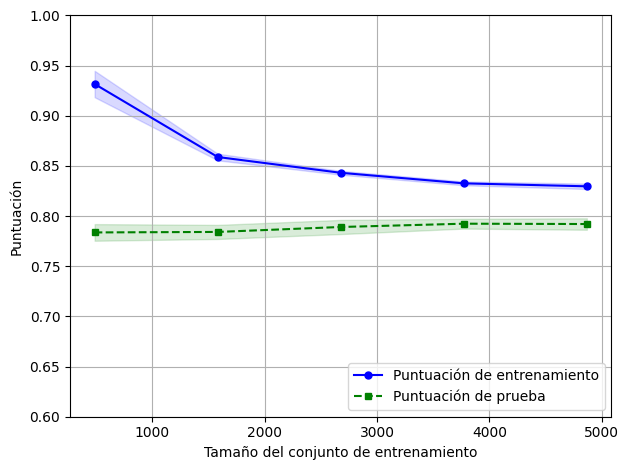 1.00
0.95
0.90
0.85
0.80
0.75
0.70
0.65
0.60
Puntuación
Puntuación de entrenamiento
Puntuación de prueba
1000 2000 3000 4000 5000
Tamaño del conjunto de entrenamiento